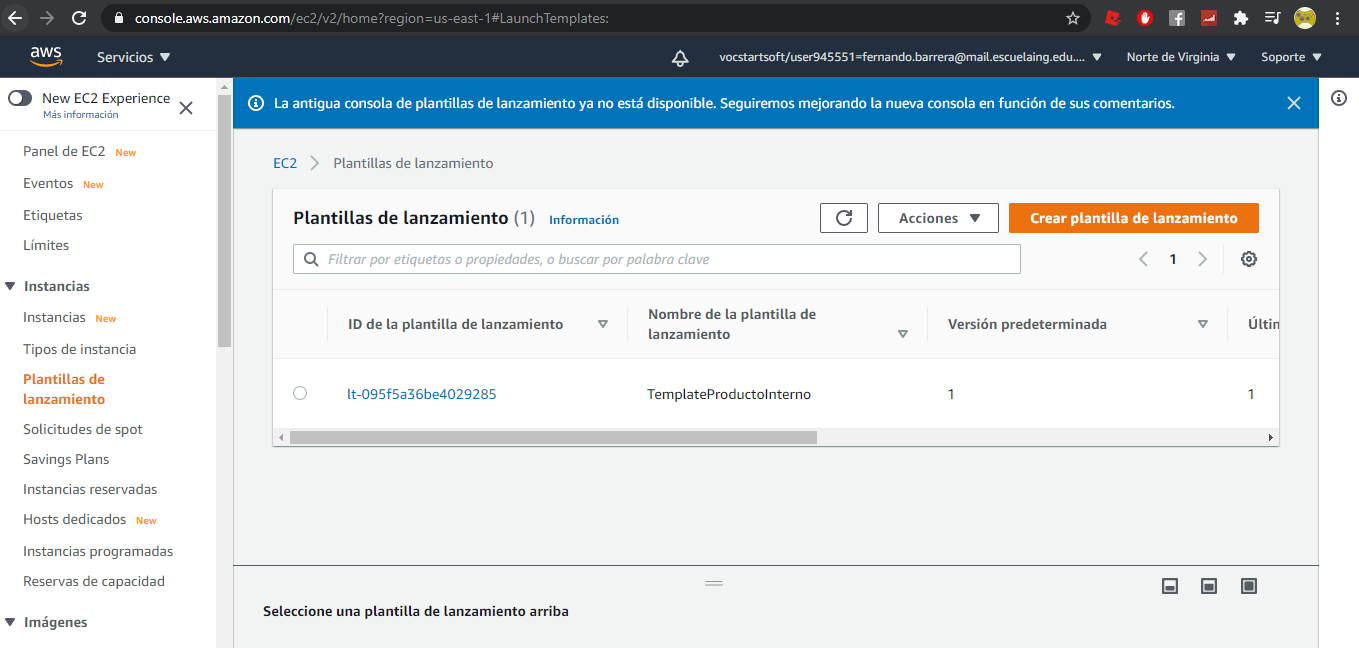 console.aws.amazon.com/ec2/v2/home?region=us-east-1#LaunchTemplates:
aws
Servicios
vocstartsoft/user945551=fernando.barrera@mail.escuelaing.edu....
Norte de Virginia
Soporte
New EC2 Experience
Más información
La antigua consola de plantillas de lanzamiento ya no está disponible. Seguiremos mejorando la nueva consola en función de sus comentarios.
Panel de EC2 New
Eventos New
Etiquetas
Límites
Instancias
Instancias New
Tipos de instancia
Plantillas de
lanzamiento
Solicitudes de spot
Savings Plans
Instancias reservadas
Hosts dedicados New
Instancias programadas
Reservas de capacidad
Imágenes
EC2 > Plantillas de lanzamiento
Plantillas de lanzamiento (1) Información
Acciones
Crear plantilla de lanzamiento
Filtrar por etiquetas o propiedades, o buscar por palabra clave
1
ID de la plantilla de lanzamiento
Nombre de la plantilla de
lanzamiento
Versión predeterminada
Últin
lt-095f5a36be4029285
TemplateProductoInterno
1
1
Seleccione una plantilla de lanzamiento arriba